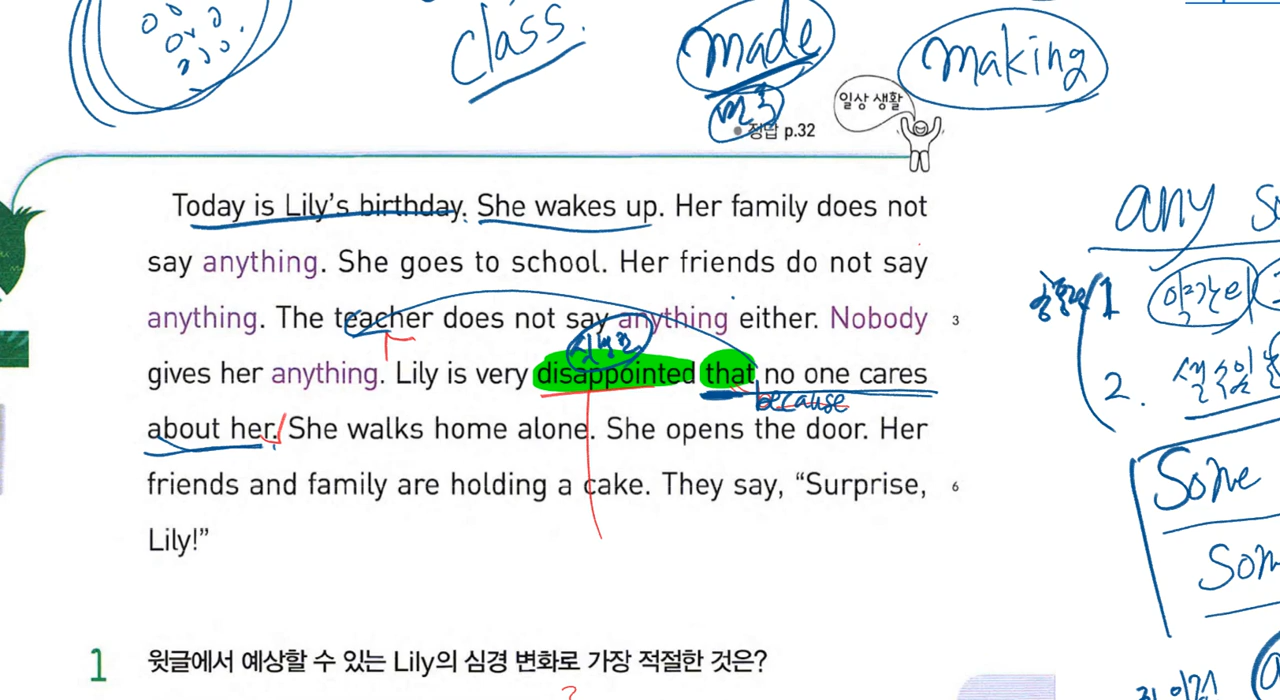 class.
made
making
일상 생활
정답 p.32
Today is Lily's birthday. She wakes up. Her family does not
say anything. She goes to school. Her friends do not say
anything. The teacher does not say anything either. Nobody
3
gives her anything. Lily is very disappointed that no one cares
because
about her. She walks home alone. She opens the door. Her
friends and family are holding a cake. They say, “Surprise,
6
Lily!”
any
1
2.
Some
1 윗글에서 예상할 수 있는 Lily의 심경 변화로 가장 적절한 것은?